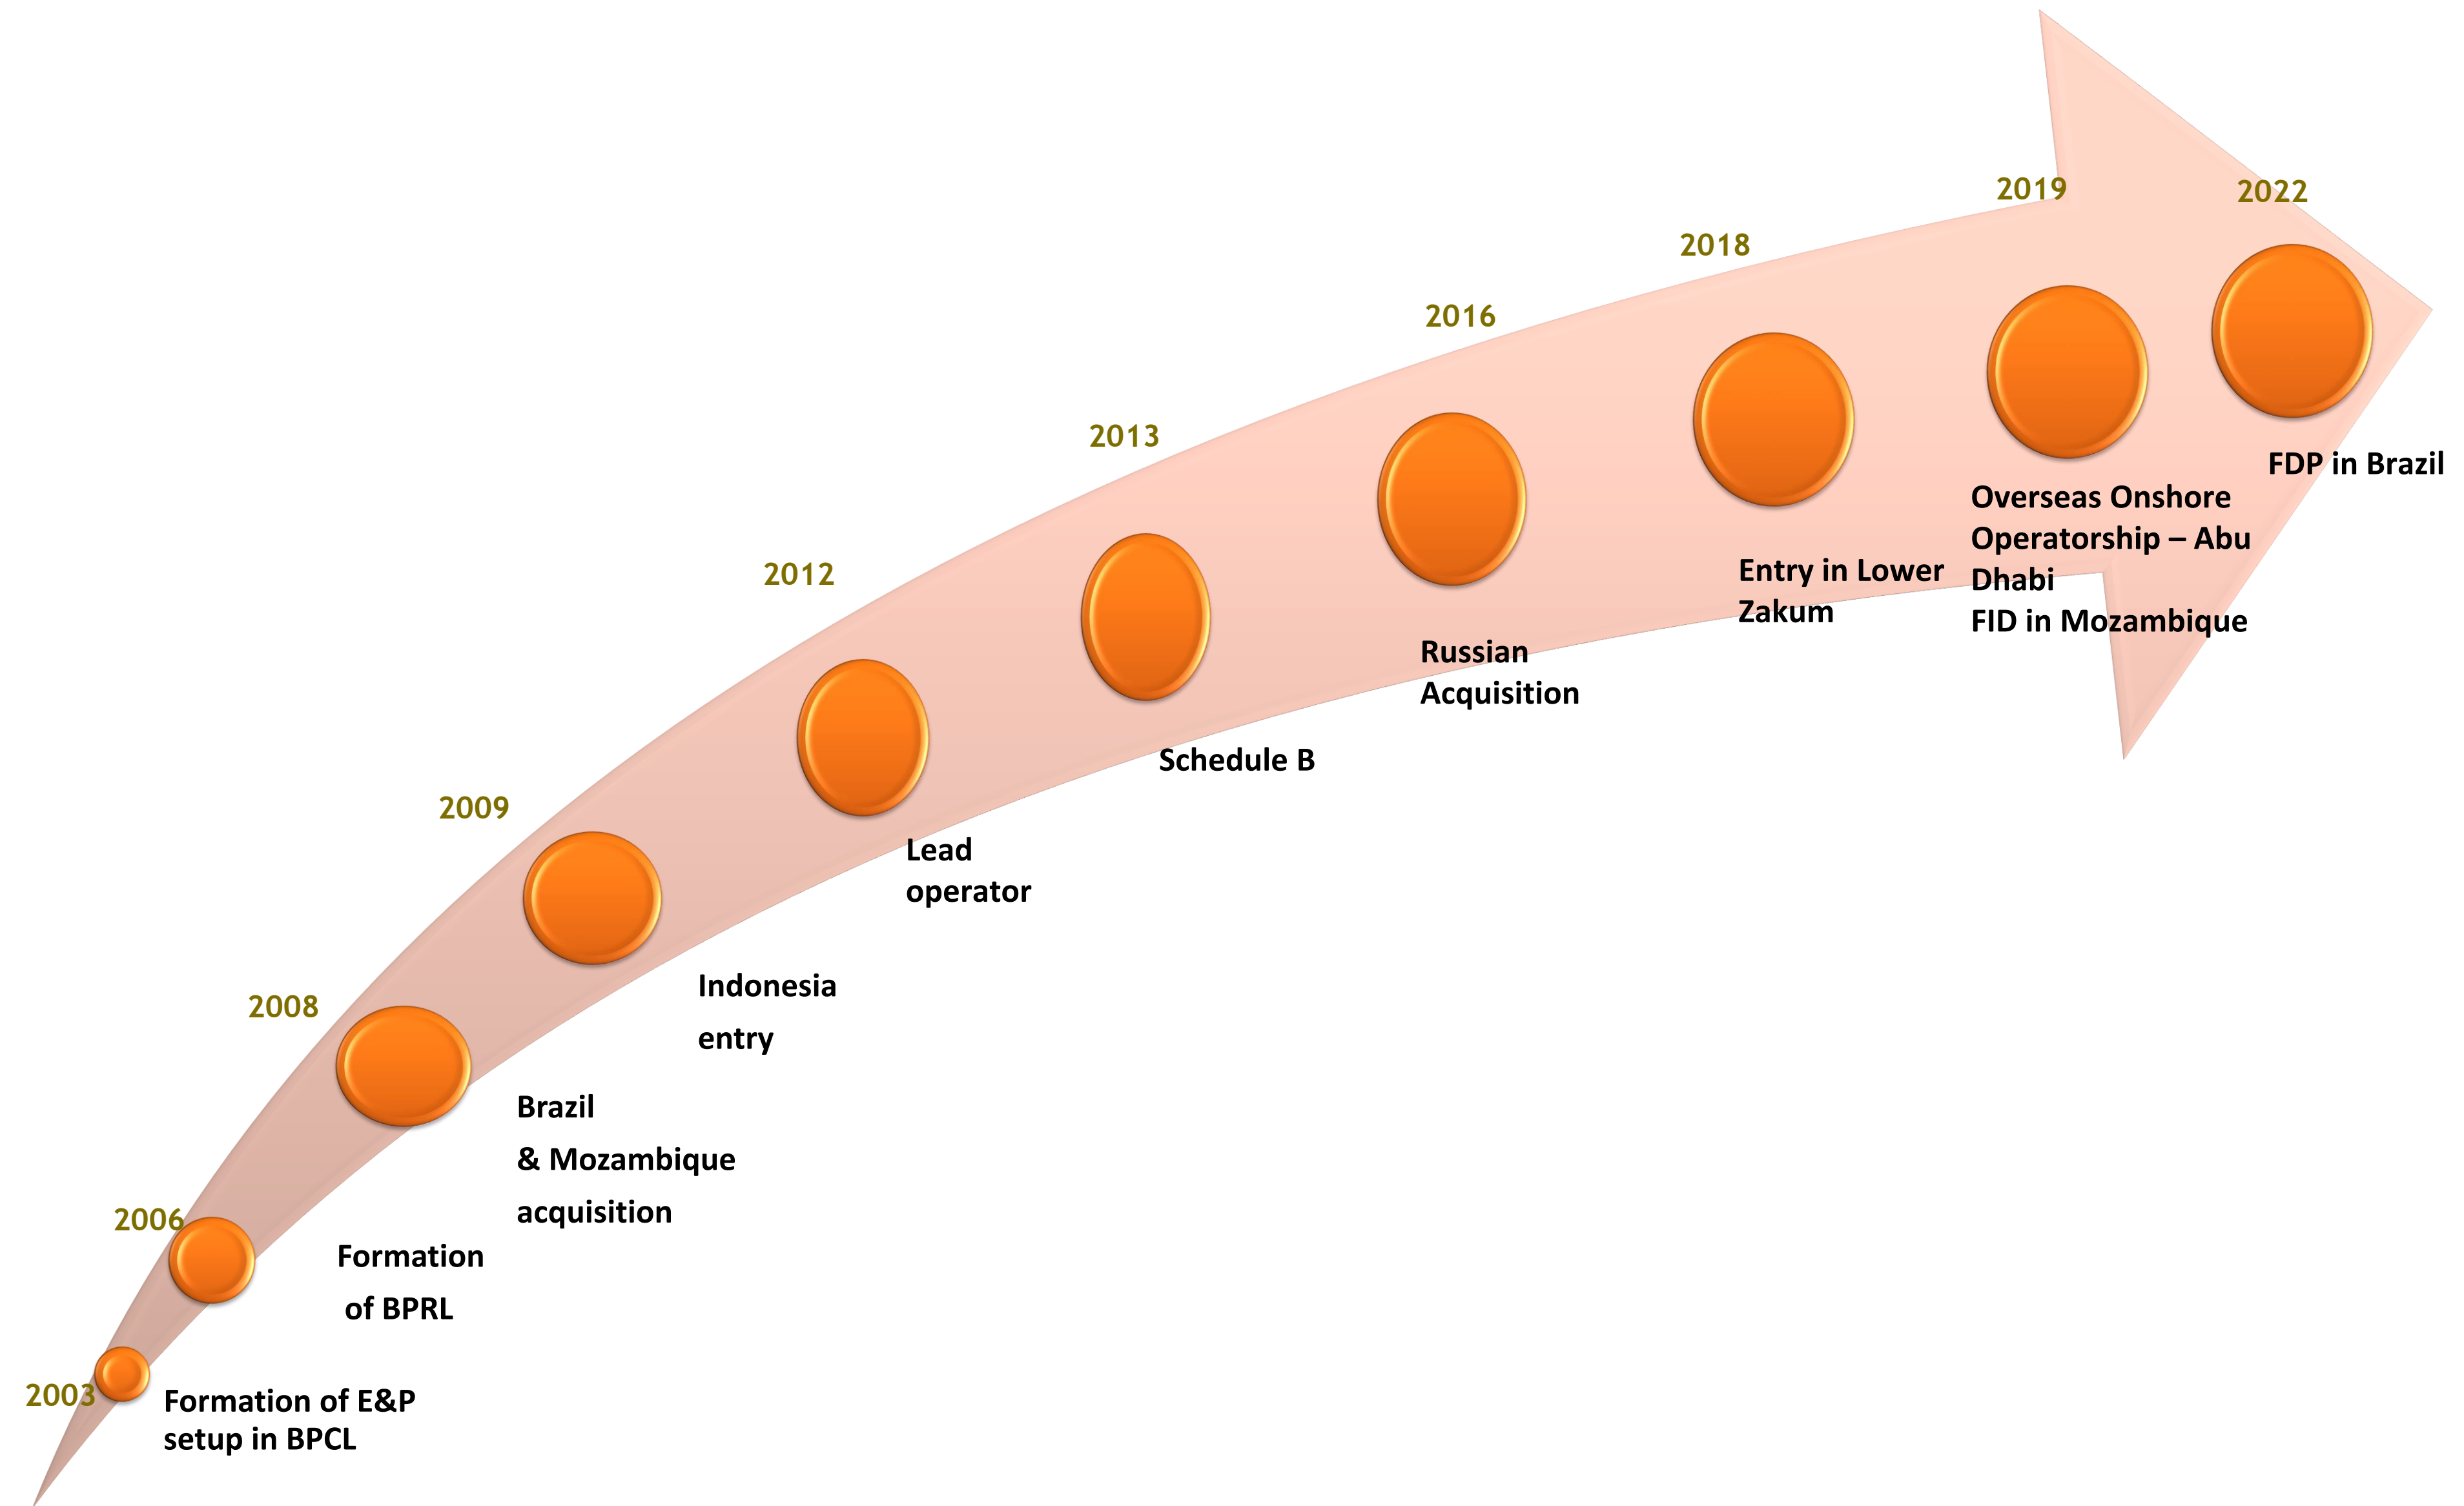 2003
Formation of E&P
setup in BPCL
2006
Formation
of BPRL
2008
Brazil
& Mozambique
acquisition
2009
Indonesia
entry
2012
Lead
operator
2013
Schedule B
2016
Russian
Acquisition
2018
Entry in Lower
Zakum
2019
Overseas Onshore
Operatorship – Abu
Dhabi
FID in Mozambique
2022
FDP in Brazil